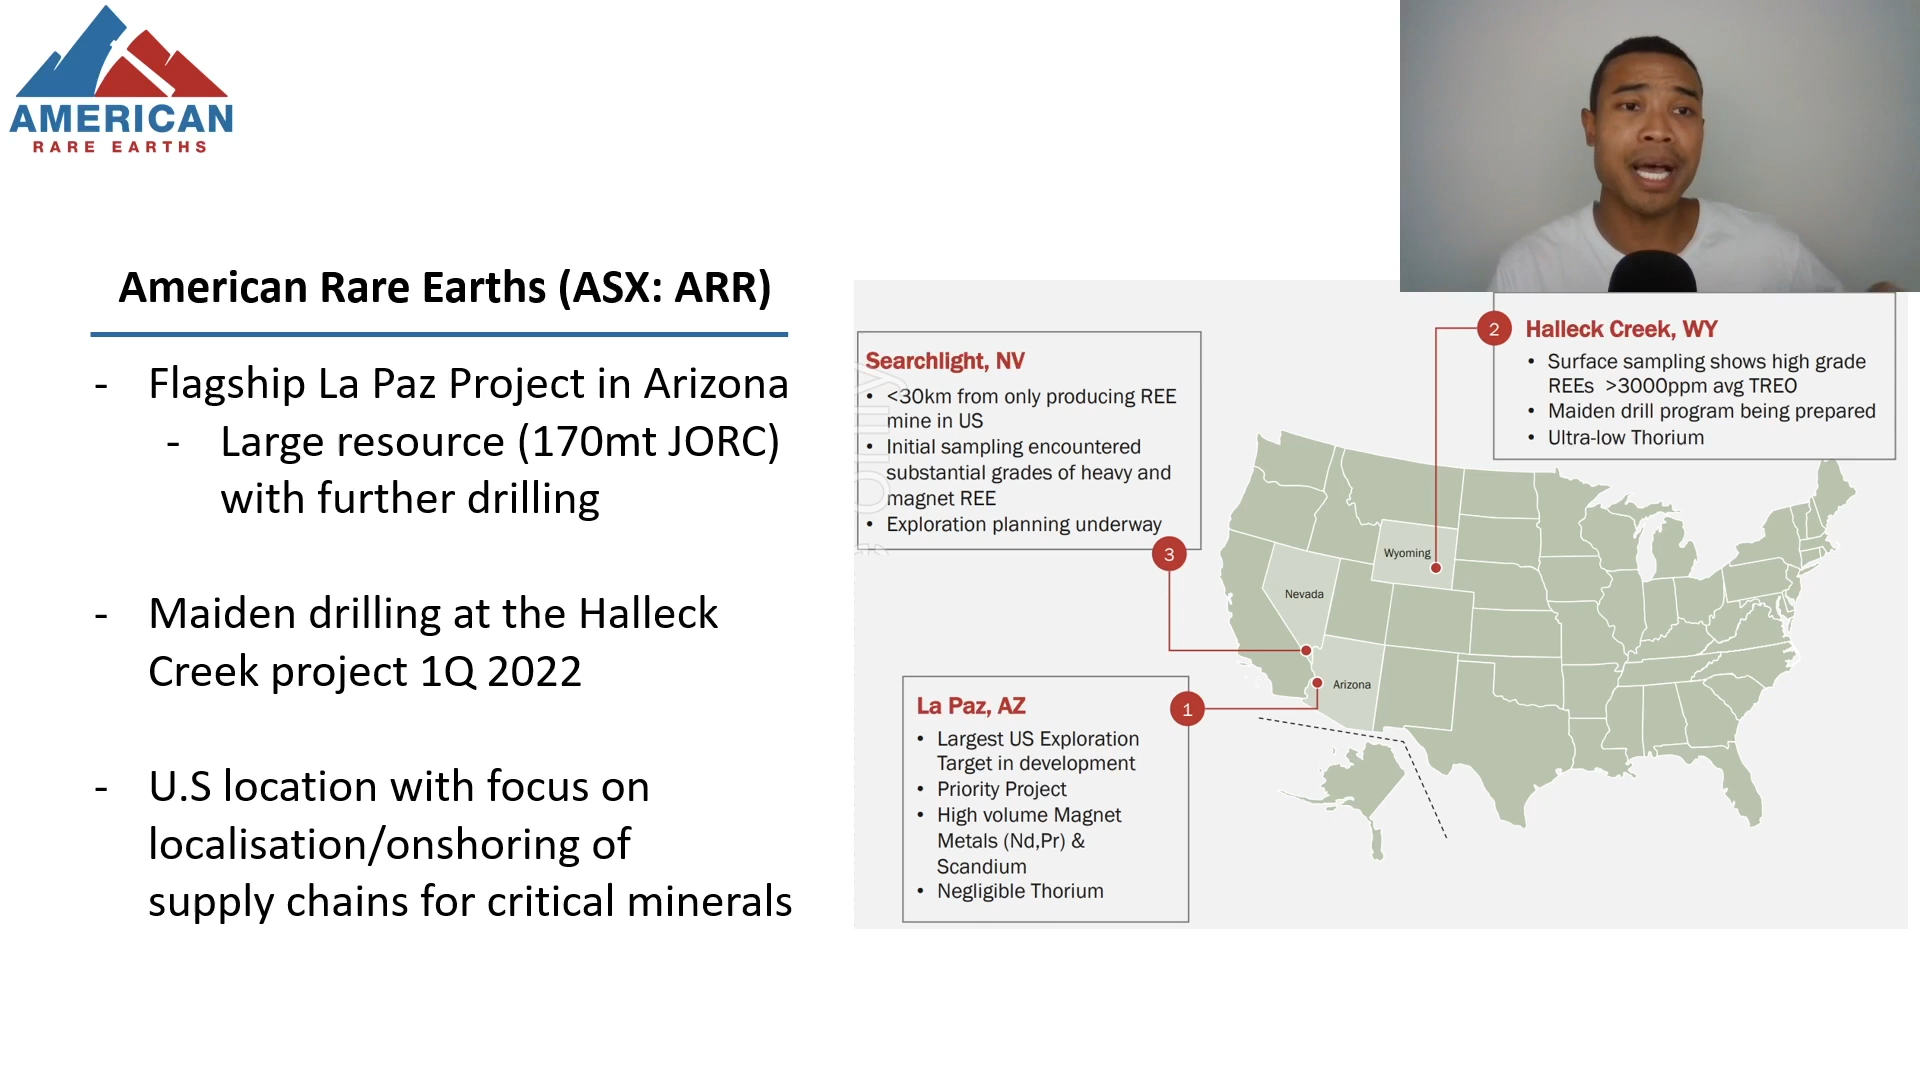 AMERICAN
RARE EARTHS
American Rare Earths (ASX: ARR)
- Flagship La Paz Project in Arizona
- Large resource (170mt JORC)
with further drilling
- Maiden drilling at the Halleck
Creek project 1Q 2022
- U.S location with focus on
localisation/onshoring of
supply chains for critical minerals
Searchlight, NV
• <30km from only producing REE
mine in US
• Initial sampling encountered
substantial grades of heavy and
magnet REE
• Exploration planning underway
3
2
Halleck Creek, WY
• Surface sampling shows high grade
REEs >3000ppm avg TREO
• Maiden drill program being prepared
• Ultra-low Thorium
Wyoming
Nevada
Arizona
La Paz, AZ
1
• Largest US Exploration
Target in development
• Priority Project
• High volume Magnet
Metals (Nd,Pr) &
Scandium
• Negligible Thorium